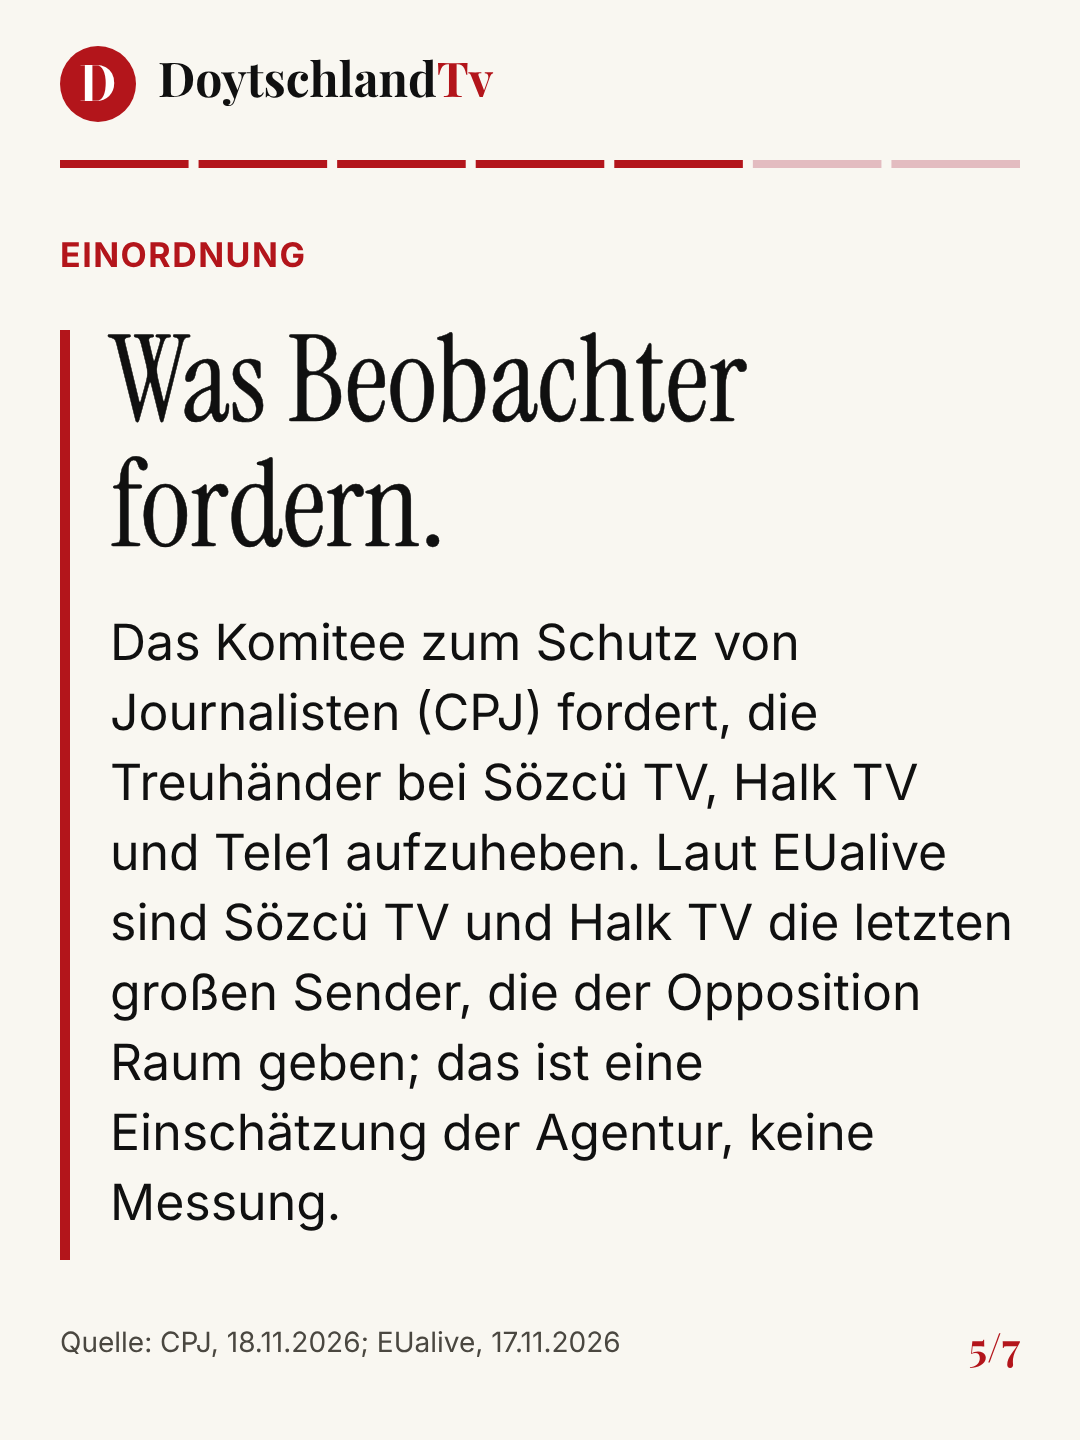 D DoytschlandTv
EINORDNUNG
Was Beobachter
fordern.
Das Komitee zum Schutz von
Journalisten (CPJ) fordert, die
Treuhänder bei Sözcü TV, Halk TV
und Tele1 aufzuheben. Laut EUalive
sind Sözcü TV und Halk TV die letzten
großen Sender, die der Opposition
Raum geben; das ist eine
Einschätzung der Agentur, keine
Messung.
Quelle: CPJ, 18.11.2026; EUalive, 17.11.2026
5/7